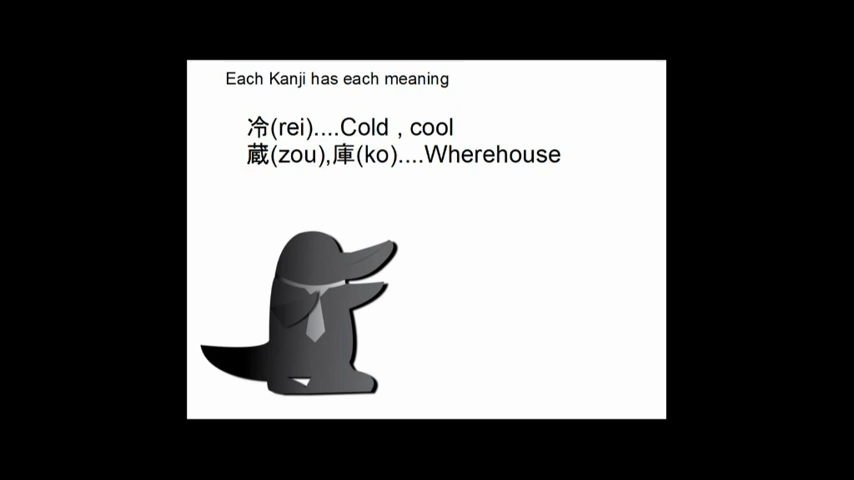 Each Kanji has each meaning
冷(rei)....Cold , cool
蔵(zou),庫(ko)....Wherehouse